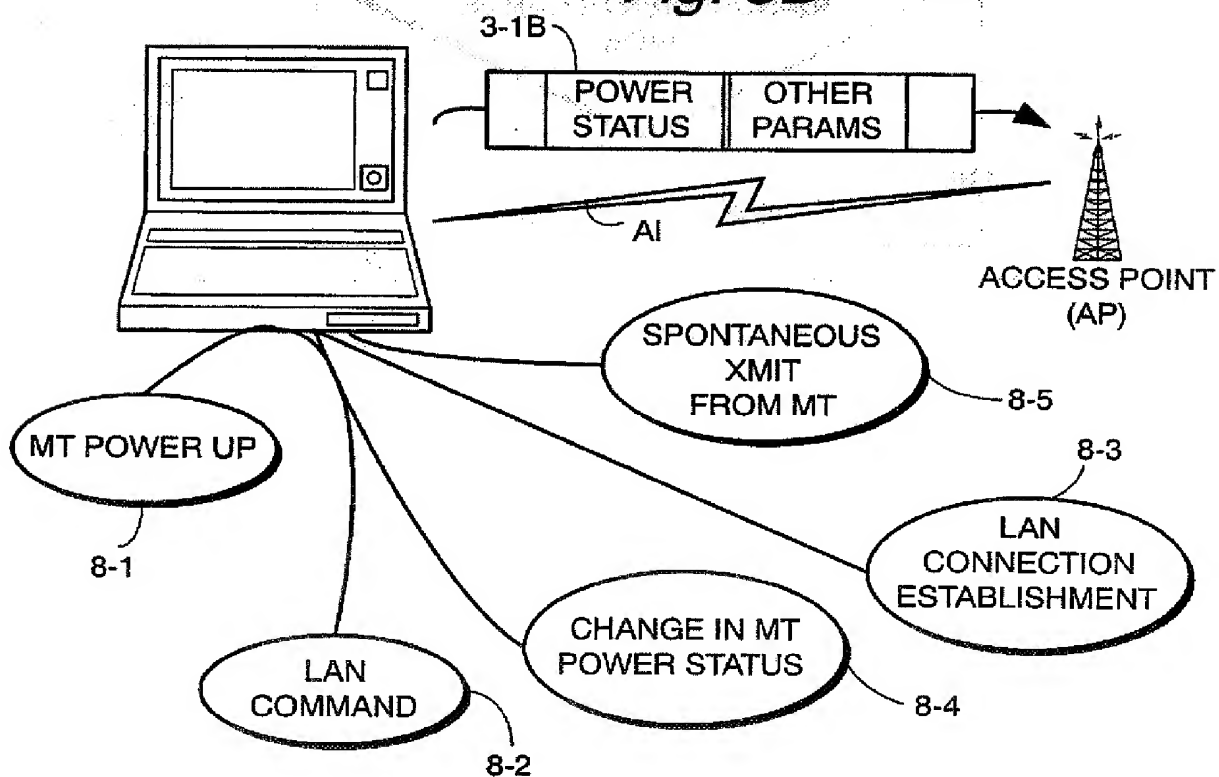 3-1B
POWER
STATUS
OTHER
PARAMS
AI
ACCESS POINT
(AP)
SPONTANEOUS
XMIT
FROM MT
8-5
MT POWER UP
8-1
8-3
LAN
CONNECTION
ESTABLISHMENT
CHANGE IN MT
POWER STATUS
8-4
LAN
COMMAND
8-2